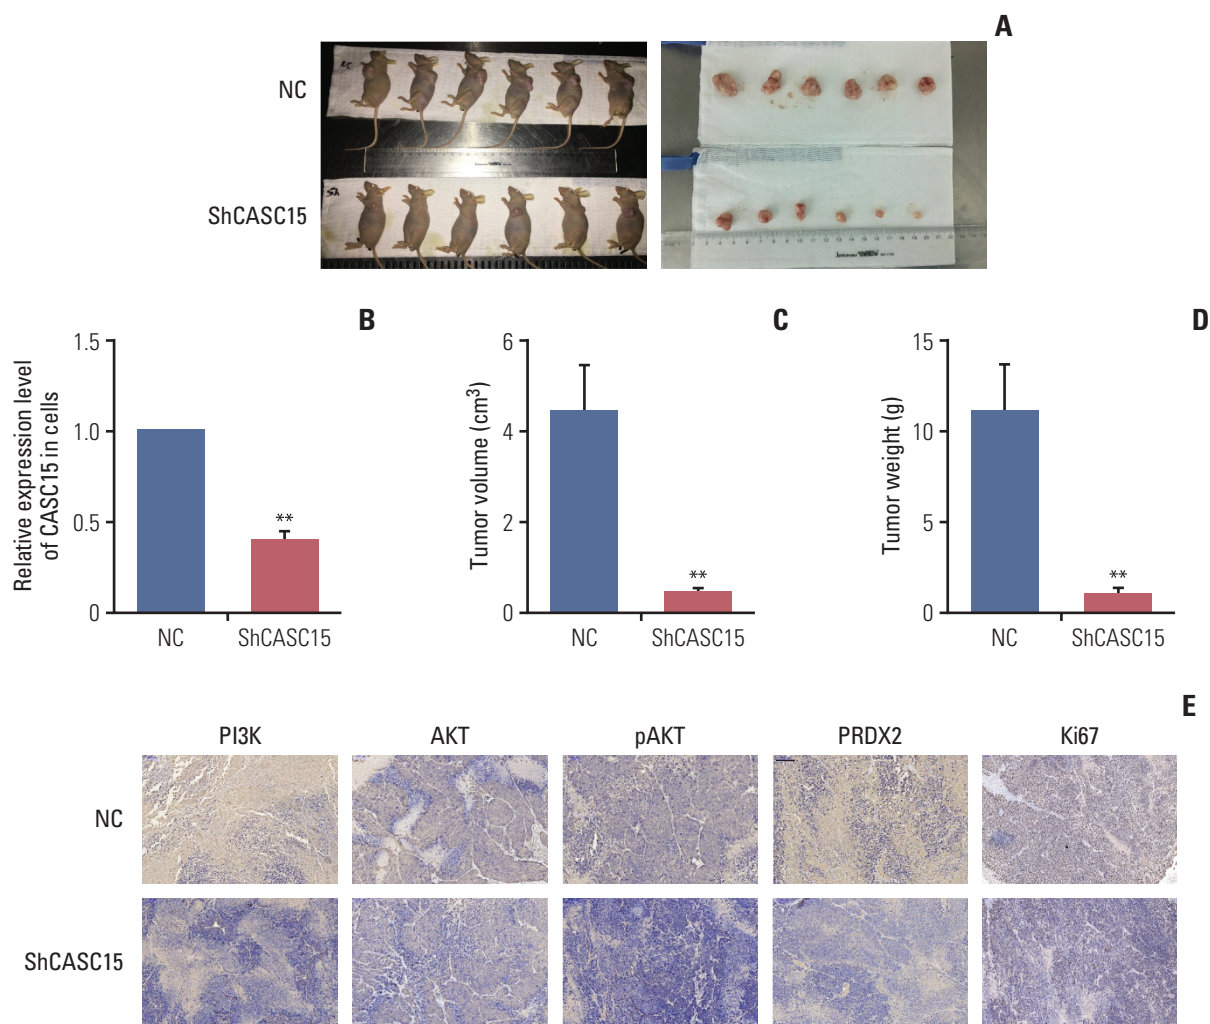 A
NC
ShCASC15
B
Relative expression level
of CASC15 in cells
1.5
1.0
0.5
0
**
NC
ShCASC15
C
Tumor volume (cm³)
6
4
2
0
**
NC
ShCASC15
D
Tumor weight (g)
15
10
5
0
**
NC
ShCASC15
E
PI3K
AKT
pAKT
PRDX2
Ki67
NC
ShCASC15